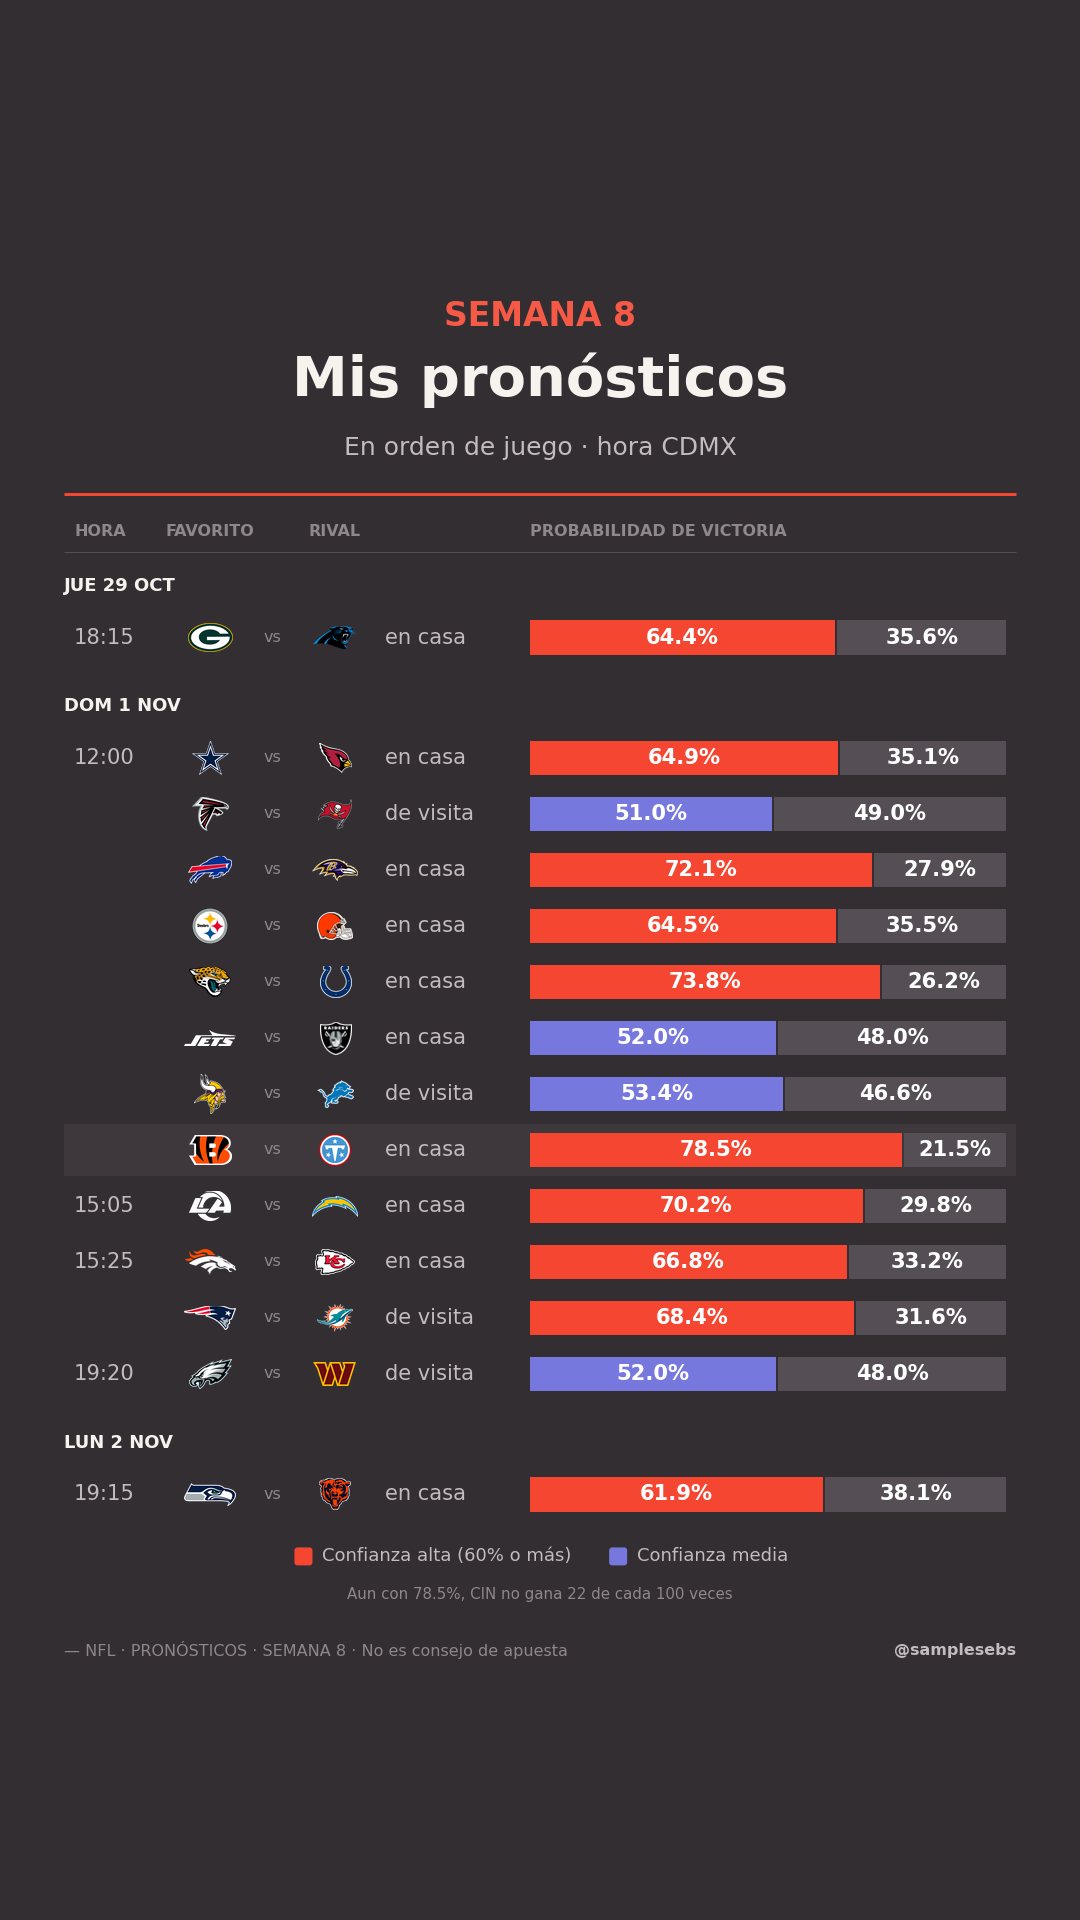 SEMANA 8
Mis pronósticos
En orden de juego · hora CDMX
HORA FAVORITO RIVAL PROBABILIDAD DE VICTORIA
JUE 29 OCT
18:15 G vs en casa 64.4% 35.6%
DOM 1 NOV
12:00 vs en casa 64.9% 35.1%
vs de visita 51.0% 49.0%
vs en casa 72.1% 27.9%
Steelers vs en casa 64.5% 35.5%
vs en casa 73.8% 26.2%
JETS vs RAIDERS en casa 52.0% 48.0%
vs de visita 53.4% 46.6%
B vs T en casa 78.5% 21.5%
15:05 LA vs en casa 70.2% 29.8%
15:25 vs KC en casa 66.8% 33.2%
vs de visita 68.4% 31.6%
19:20 vs W de visita 52.0% 48.0%
LUN 2 NOV
19:15 vs en casa 61.9% 38.1%
Confianza alta (60% o más) Confianza media
Aun con 78.5%, CIN no gana 22 de cada 100 veces
— NFL · PRONÓSTICOS · SEMANA 8 · No es consejo de apuesta @samplesebs